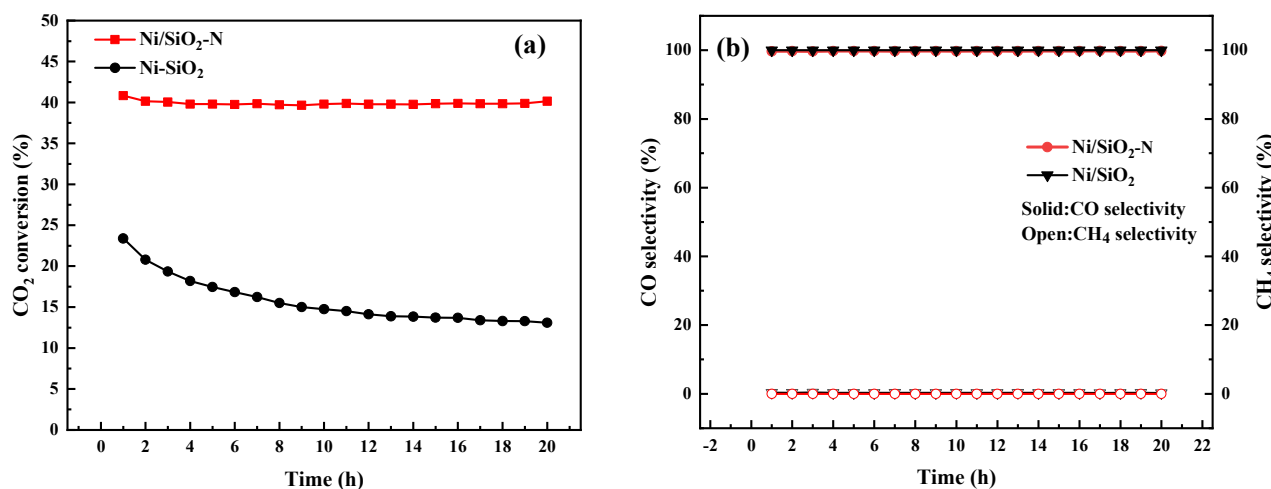 (a)
Ni/SiO₂-N
Ni-SiO₂
CO₂ conversion (%)
50
45
40
35
30
25
20
15
10
5
0
0 2 4 6 8 10 12 14 16 18 20
Time (h)
(b)
Ni/SiO₂-N
Ni/SiO₂
Solid:CO selectivity
Open:CH₄ selectivity
CO selectivity (%)
100
80
60
40
20
0
CH₄ selectivity (%)
100
80
60
40
20
0
-2 0 2 4 6 8 10 12 14 16 18 20 22
Time (h)